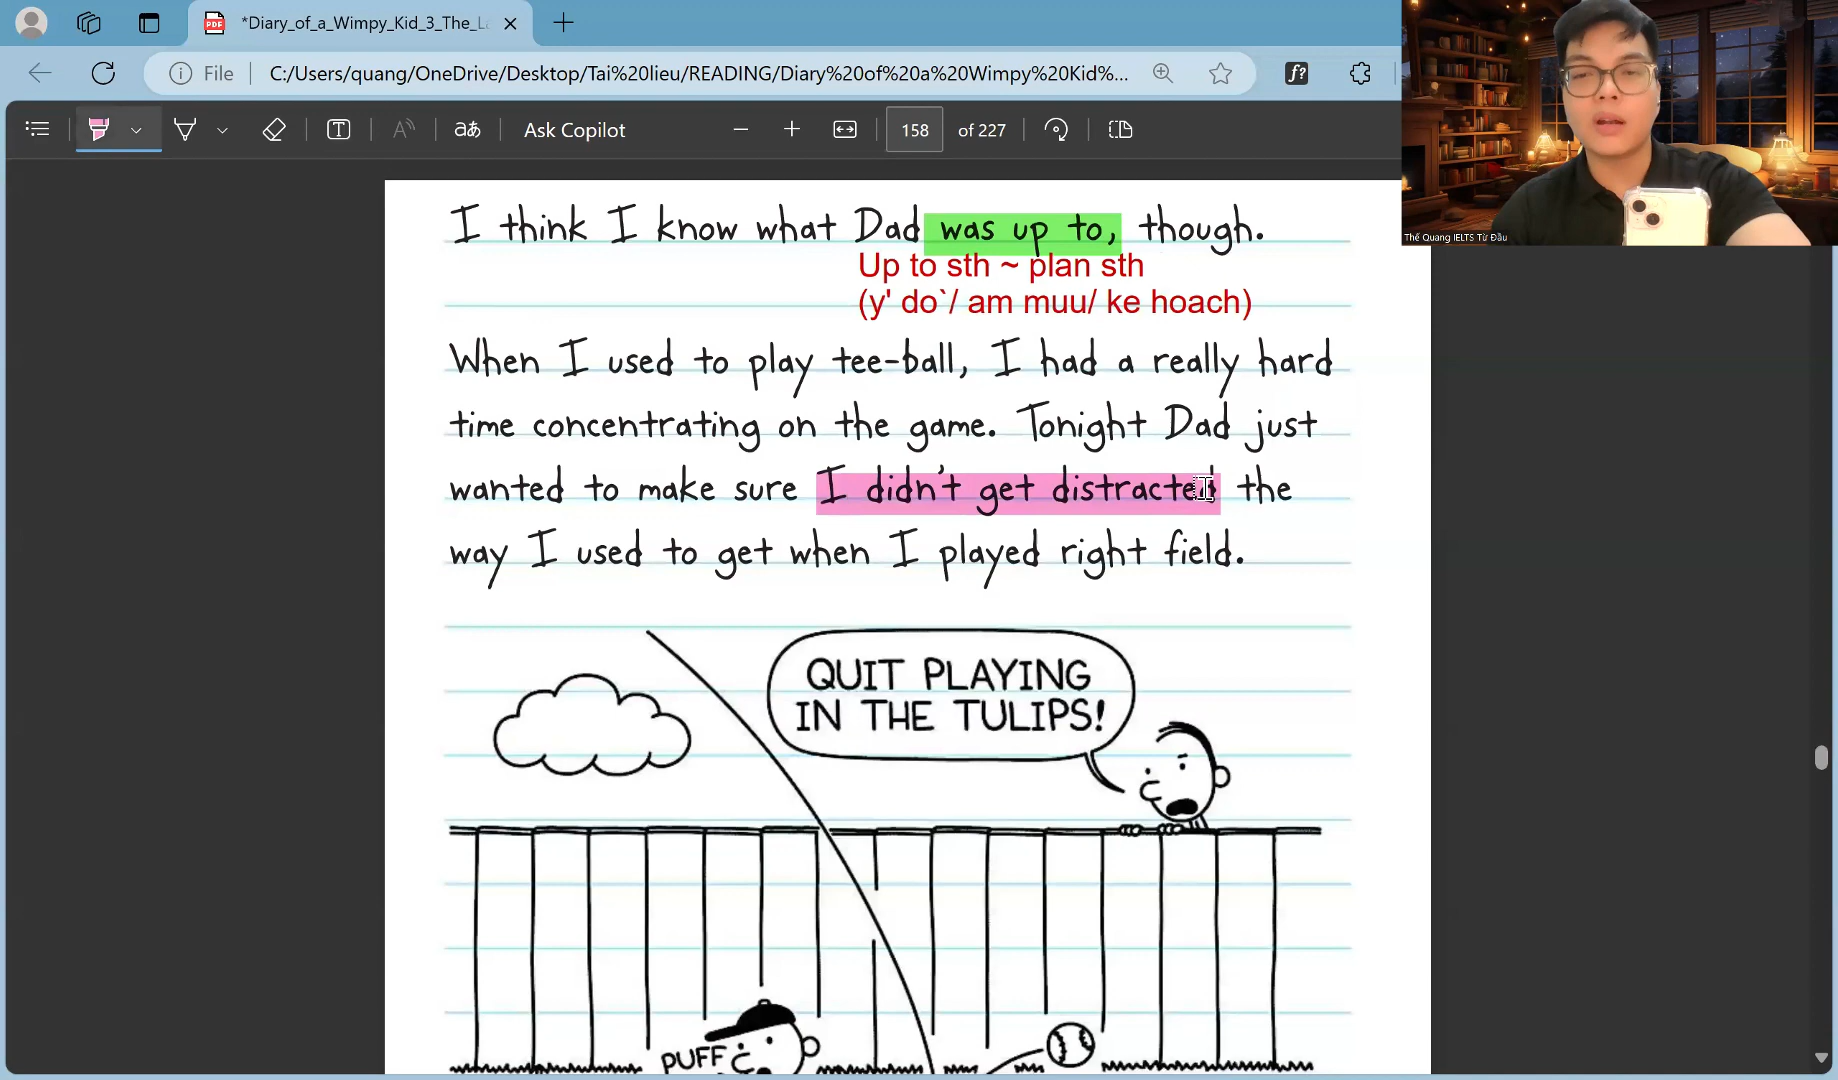 *Diary_of_a_Wimpy_Kid_3_The_La
File
C:/Users/quang/OneDrive/Desktop/Tai%20lieu/READING/Diary%20of%20a%20Wimpy%20Kid%...
f?
aあ
Ask Copilot
158 of 227
Thế Quang IELTS Từ Đầu
I think I know what Dad was up to, though.
Up to sth ~ plan sth
(y' do`/ am muu/ ke hoach)
When I used to play tee-ball, I had a really hard
time concentrating on the game. Tonight Dad just
wanted to make sure I didn't get distracted the
way I used to get when I played right field.
QUIT PLAYING
IN THE TULIPS!
PUFF